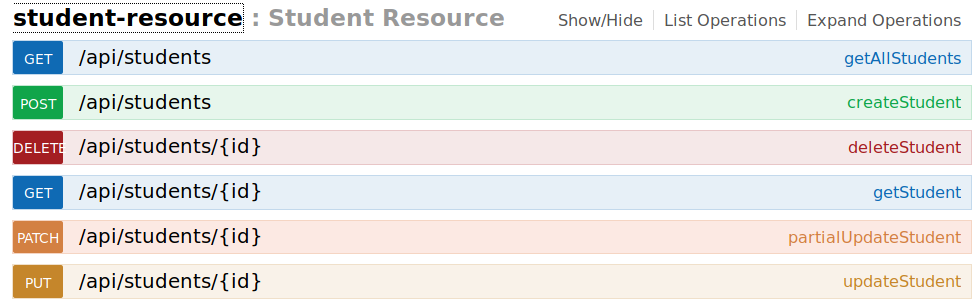 student-resource : Student Resource Show/Hide List Operations Expand Operations
GET /api/students getAllStudents
POST /api/students createStudent
DELETE /api/students/{id} deleteStudent
GET /api/students/{id} getStudent
PATCH /api/students/{id} partialUpdateStudent
PUT /api/students/{id} updateStudent